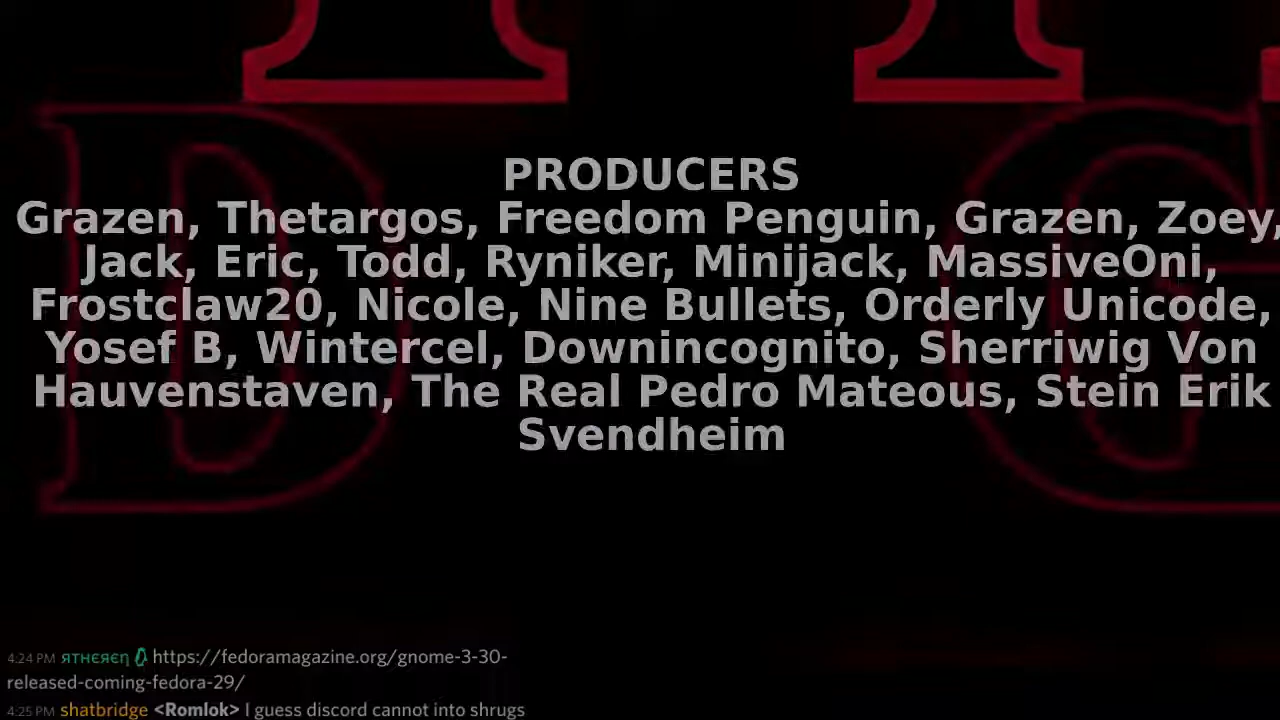 PRODUCERS
Grazen, Thetargos, Freedom Penguin, Grazen, Zoey,
Jack, Eric, Todd, Ryniker, Minijack, MassiveOni,
Frostclaw20, Nicole, Nine Bullets, Orderly Unicode,
Yosef B, Wintercel, Downincognito, Sherriwig Von
Hauvenstaven, The Real Pedro Mateous, Stein Erik
Svendheim
4:24 PM ятнєяєη https://fedoramagazine.org/gnome-3-30-
released-coming-fedora-29/
4:25 PM shatbridge <Romlok> I guess discord cannot into shrugs